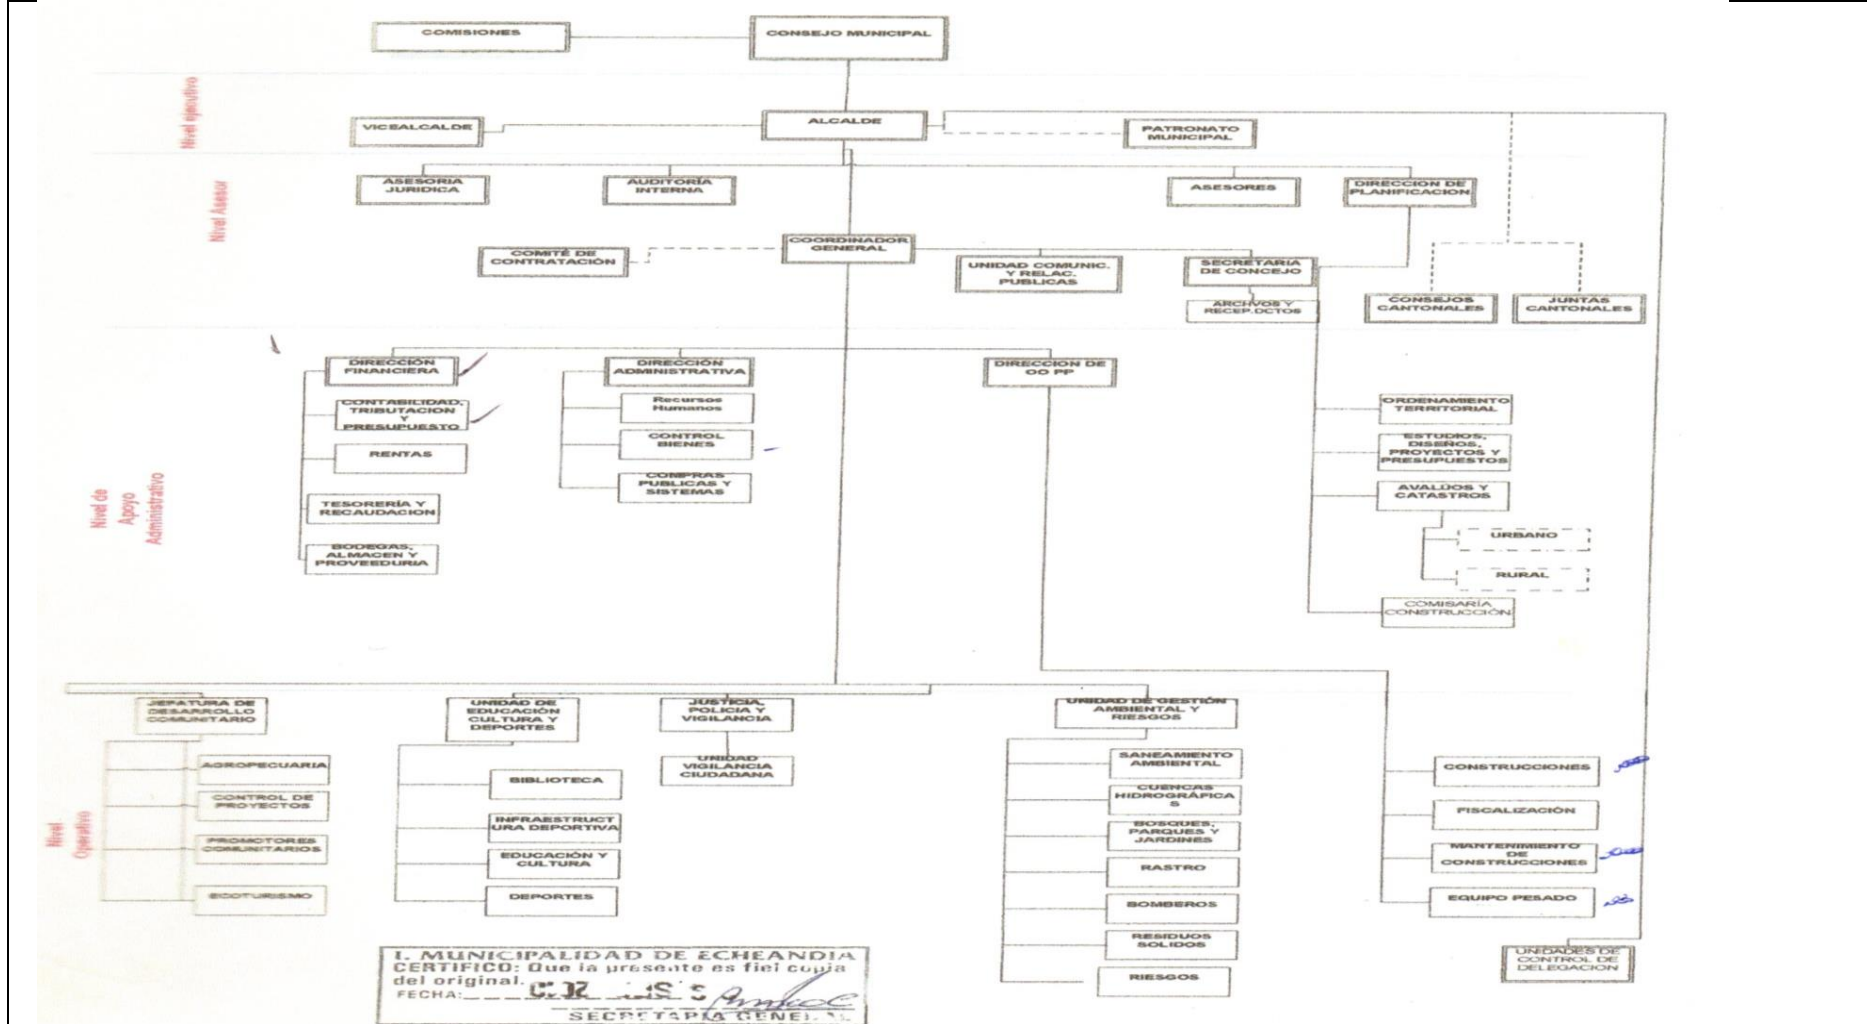 COMISIONES
CONSEJO MUNICIPAL
Nivel ejecutivo
VICEALCALDE
ALCALDE
PATRONATO
MUNICIPAL
Nivel Asesor
ASESORIA
JURIDICA
AUDITORÍA
INTERNA
ASESORES
DIRECCION DE
PLANIFICACION
COMITÉ DE
CONTRATACIÓN
COORDINADOR
GENERAL
UNIDAD COMUNIC.
Y RELAC.
PUBLICAS
SECRETARIA
DE CONCEJO
ARCHVOS Y
RECEP.DCTOS
CONSEJOS
CANTONALES
JUNTAS
CANTONALES
Nivel de
Apoyo
Administrativo
DIRECCIÓN
FINANCIERA
CONTABILIDAD,
TRIBUTACION
Y
PRESUPUESTO
RENTAS
TESORERÍA Y
RECAUDACION
BODEGAS,
ALMACEN Y
PROVEEDURIA
DIRECCIÓN
ADMINISTRATIVA
Recursos
Humanos
CONTROL
BIENES
COMPRAS
PUBLICAS Y
SISTEMAS
DIRECCION DE
OO PP
ORDENAMIENTO
TERRITORIAL
ESTUDIOS,
DISEÑOS,
PROYECTOS Y
PRESUPUESTOS
AVALÚOS Y
CATASTROS
URBANO
RURAL
COMISARÍA
CONSTRUCCIÓN
Nivel
Operativo
JEFATURA DE
DESARROLLO
COMUNITARIO
AGROPECUARIA
CONTROL DE
PROYECTOS
PROMOTORES
COMUNITARIOS
ECOTURISMO
UNIDAD DE
EDUCACIÓN
CULTURA Y
DEPORTES
BIBLIOTECA
INFRAESTRUCT
URA DEPORTIVA
EDUCACIÓN Y
CULTURA
DEPORTES
JUSTICIA,
POLICIA Y
VIGILANCIA
UNIDAD
VIGILANCIA
CIUDADANA
UNIDAD DE GESTIÓN
AMBIENTAL Y
RIESGOS
SANEAMIENTO
AMBIENTAL
CUENCAS
HIDROGRÁFICA
S
BOSQUES,
PARQUES Y
JARDINES
RASTRO
BOMBEROS
RESIDUOS
SOLIDOS
RIESGOS
CONSTRUCCIONES
FISCALIZACIÓN
MANTENIMIENTO
DE
CONSTRUCCIONES
EQUIPO PESADO
UNIDADES DE
CONTROL DE
DELEGACION
I. MUNICIPALIDAD DE ECHEANDIA
CERTIFICO: Que la presente es fiel copia
del original.
FECHA:
SECRETARIA GENERAL